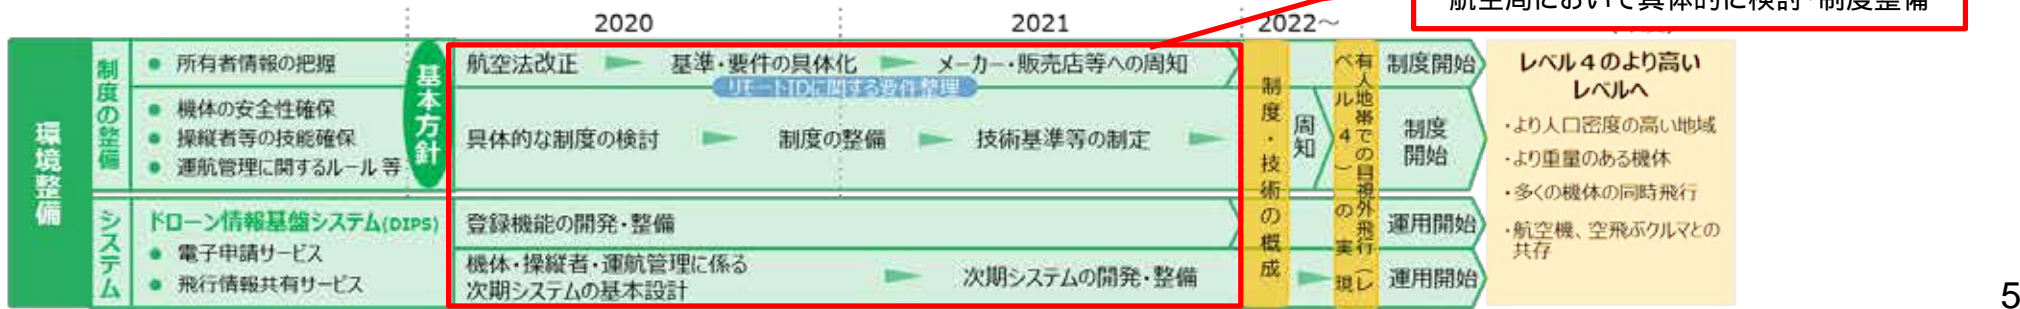 航空局において具体的に検討・制度整備
2020
2021
2022～
環境整備
制度の整備
● 所有者情報の把握
● 機体の安全性確保
● 操縦者等の技能確保
● 運航管理に関するルール 等
基本方針
航空法改正
基準・要件の具体化
メーカー・販売店等への周知
リモートIDに関する要件整理
具体的な制度の検討
制度の整備
技術基準等の制定
システム
ドローン情報基盤システム(DIPS)
● 電子申請サービス
● 飛行情報共有サービス
登録機能の開発・整備
機体・操縦者・運航管理に係る
次期システムの基本設計
次期システムの開発・整備
制度・技術の概成
周知
有人地帯での目視外飛行（レ
ベル４）の実現
制度開始
制度
開始
運用開始
運用開始
レベル４のより高い
レベルへ
・より人口密度の高い地域
・より重量のある機体
・多くの機体の同時飛行
・航空機、空飛ぶクルマとの
共存
5